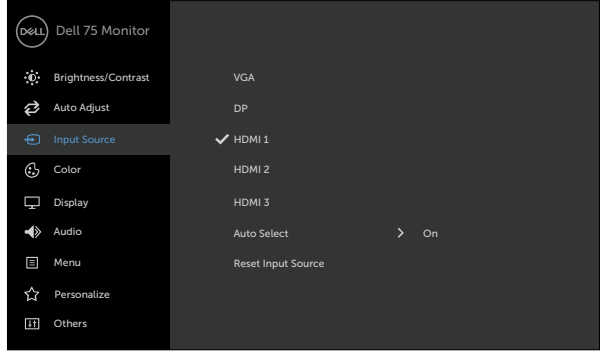 DELL Dell 75 Monitor
Brightness/Contrast
VGA
Auto Adjust
DP
Input Source
HDMI 1
Color
HDMI 2
Display
HDMI 3
Audio
Auto Select > On
Menu
Reset Input Source
Personalize
Others